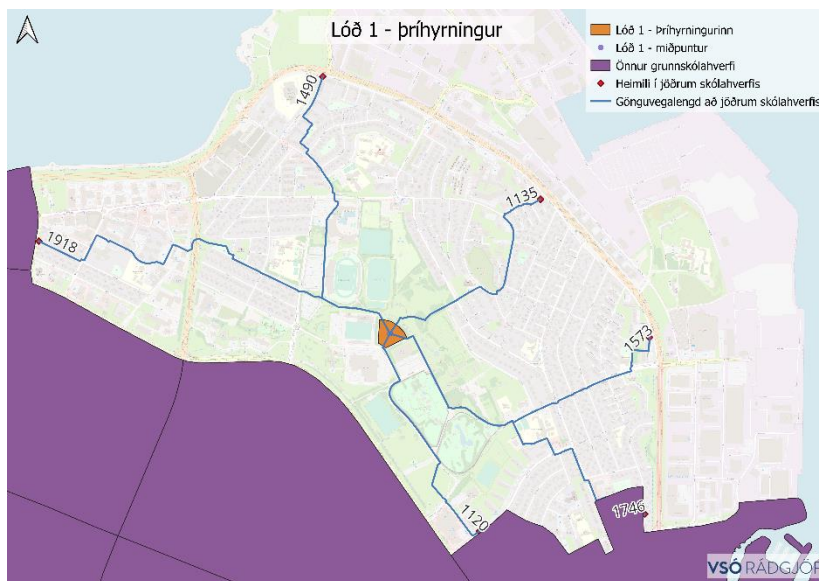 Lóð 1 - þríhyrningur
Lóð 1 - Þríhyrningurinn
Lóð 1 - miðpuntur
Önnur grunnskólahverfi
Heimili í jöðrum skólahverfis
Gönguvegalengd að jöðrum skólahverfis
1490
1135
1918
1573
1120
1746
VSÓ RÁÐGJÖF